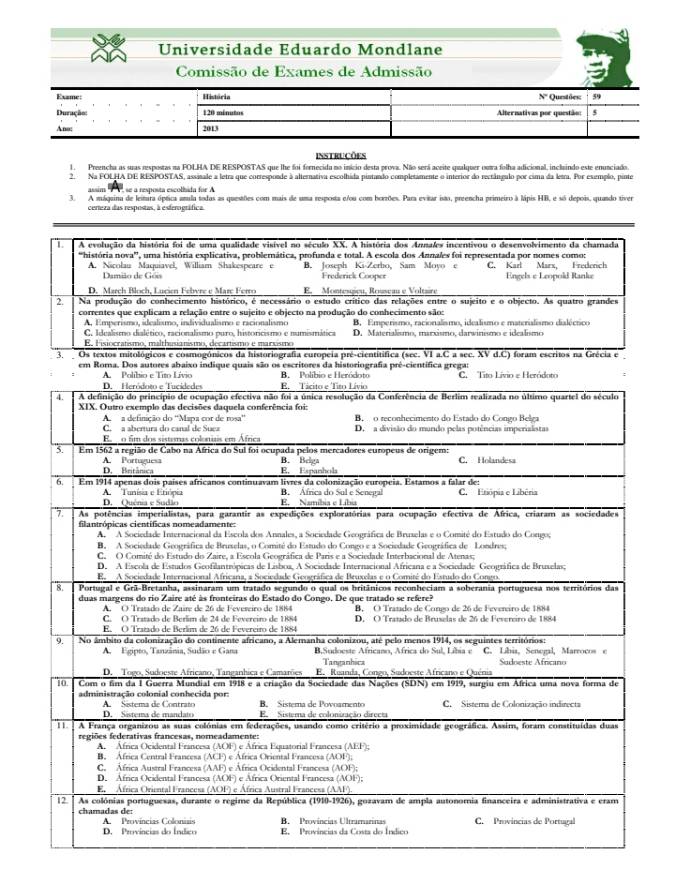 Universidade Eduardo Mondlane
Comissão de Exames de Admissão
Exame: História Nº Questões: 59
Duração: 120 minutos Alternativas por questão: 5
Ano: 2013
INSTRUÇÕES
1. Preencha as suas respostas na FOLHA DE RESPOSTAS que lhe foi fornecida no início desta prova. Não será aceite qualquer outra folha adicional, incluindo este enunciado.
2. Na FOLHA DE RESPOSTAS, assinale a letra que corresponde à alternativa escolhida pintando completamente o interior do rectângulo por cima da letra. Por exemplo, pinte
assim A, se a resposta escolhida for A
3. A máquina de leitura óptica anula todas as questões com mais de uma resposta e/ou com borrões. Para evitar isto, preencha primeiro à lápis HB, e só depois, quando tiver
certeza das respostas, à esferográfica.
1. A evolução da história foi de uma qualidade visível no século XX. A história dos Annales incentivou o desenvolvimento da chamada
"história nova", uma história explicativa, problemática, profunda e total. A escola dos Annales foi representada por nomes como:
A. Nicolau Maquiavel, William Shakespeare e B. Joseph Ki-Zerbo, Sam Moyo e C. Karl Marx, Frederich
Damião de Góis Frederick Cooper Engels e Leopold Ranke
D. March Bloch, Lucien Febvre e Marc Ferro E. Montesqieu, Rouseau e Voltaire
2. Na produção do conhecimento histórico, é necessário o estudo crítico das relações entre o sujeito e o objecto. As quatro grandes
correntes que explicam a relação entre o sujeito e objecto na produção do conhecimento são:
A. Emperismo, idealismo, individualismo e racionalismo B. Emperismo, racionalismo, idealismo e materialismo dialéctico
C. Idealismo dialético, racionalismo puro, historicismo e numismática D. Materialismo, marxismo, darwinismo e idealismo
E. Fisiocratismo, malthusianismo, decartismo e marxismo
3. Os textos mitológicos e cosmogónicos da historiografia europeia pré-cientítifica (sec. VI a.C a sec. XV d.C) foram escritos na Grécia e
em Roma. Dos autores abaixo indique quais são os escritores da historiografia pré-científica grega:
A. Políbio e Tito Lívio B. Políbio e Heródoto C. Tito Lívio e Heródoto
D. Heródoto e Tucídedes E. Tácito e Tito Lívio
4. A definição do princípio de ocupação efectiva não foi a única resolução da Conferência de Berlim realizada no último quartel do século
XIX. Outro exemplo das decisões daquela conferência foi:
A. a definição do "Mapa cor de rosa" B. o reconhecimento do Estado do Congo Belga
C. a abertura do canal de Suez D. a divisão do mundo pelas potências imperialistas
E. o fim dos sistemas coloniais em África
5. Em 1562 a região de Cabo na África do Sul foi ocupada pelos mercadores europeus de origem:
A. Portuguesa B. Belga C. Holandesa
D. Britânica E. Espanhola
6. Em 1914 apenas dois países africanos continuavam livres da colonização europeia. Estamos a falar de:
A. Tunísia e Etiópia B. África do Sul e Senegal C. Etiópia e Libéria
D. Quénia e Sudão E. Namíbia e Líbia
7. As potências imperialistas, para garantir as expedições exploratórias para ocupação efectiva de África, criaram as sociedades
filantrópicas científicas nomeadamente:
A. A Sociedade Internacional da Escola dos Annales, a Sociedade Geográfica de Bruxelas e o Comité do Estudo do Congo;
B. A Sociedade Geográfica de Bruxelas, o Comité do Estudo do Congo e a Sociedade Geográfica de Londres;
C. O Comité do Estudo do Zaire, a Escola Geográfica de Paris e a Sociedade Internacional de Atenas;
D. A Escola de Estudos Geofilantrópicas de Lisboa, A Sociedade Internacional Africana e a Sociedade Geográfica de Bruxelas;
E. A Sociedade Internacional Africana, a Sociedade Geográfica de Bruxelas e o Comité do Estudo do Congo.
8. Portugal e Grã-Bretanha, assinaram um tratado segundo o qual os britânicos reconheciam a soberania portuguesa nos territórios das
duas margens do rio Zaire até às fronteiras do Estado do Congo. De que tratado se refere?
A. O Tratado de Zaire de 26 de Fevereiro de 1884 B. O Tratado de Congo de 26 de Fevereiro de 1884
C. O Tratado de Berlim de 24 de Fevereiro de 1884 D. O Tratado de Bruxelas de 26 de Fevereiro de 1884
E. O Tratado de Berlim de 26 de Fevereiro de 1884
9. No âmbito da colonização do continente africano, a Alemanha colonizou, até pelo menos 1914, os seguintes territórios:
A. Egipto, Tanzânia, Sudão e Gana B.Sudoeste Africano, África do Sul, Líbia e C. Líbia, Senegal, Marrocos e
Tanganhica Sudoeste Africano
D. Togo, Sudoeste Africano, Tanganhica e Camarões E. Ruanda, Congo, Sudoeste Africano e Quénia
10. Com o fim da I Guerra Mundial em 1918 e a criação da Sociedade das Nações (SDN) em 1919, surgiu em África uma nova forma de
administração colonial conhecida por:
A. Sistema de Contrato B. Sistema de Povoamento C. Sistema de Colonização indirecta
D. Sistema de mandato E. Sistema de colonização directa
11. A França organizou as suas colónias em federações, usando como critério a proximidade geográfica. Assim, foram constituídas duas
regiões federativas francesas, nomeadamente:
A. África Ocidental Francesa (AOF) e África Equatorial Francesa (AEF);
B. África Central Francesa (ACF) e África Oriental Francesa (AOF);
C. África Austral Francesa (AAF) e África Ocidental Francesa (AOF);
D. África Ocidental Francesa (AOF) e África Oriental Francesa (AOF);
E. África Oriental Francesa (AOF) e África Austral Francesa (AAF).
12. As colónias portuguesas, durante o regime da República (1910-1926), gozavam de ampla autonomia financeira e administrativa e eram
chamadas de:
A. Províncias Coloniais B. Províncias Ultramarinas C. Províncias de Portugal
D. Províncias do Índico E. Províncias da Costa do Índico